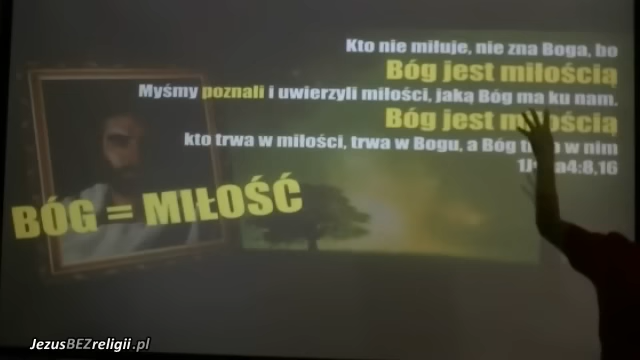 Kto nie miłuje, nie zna Boga, bo
Bóg jest miłością
Myśmy poznali i uwierzyli miłości, jaką Bóg ma ku nam.
Bóg jest
kto trwa w miłości, trwa w Bogu, a Bóg w nim
4:8,16
BÓG = MIŁOŚĆ
JezusBEZreligii.pl